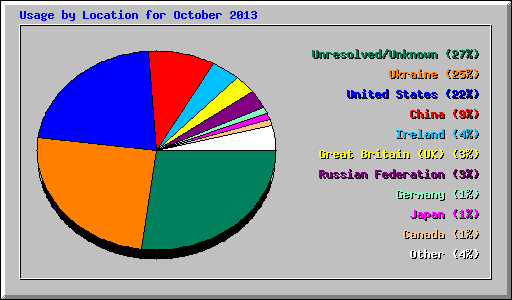 Usage by Location for October 2013
Unresolved/Unknown (27%)
Ukraine (25%)
United States (22%)
China (9%)
Ireland (4%)
Great Britain (UK) (3%)
Russian Federation (3%)
Germany (1%)
Japan (1%)
Canada (1%)
Other (4%)